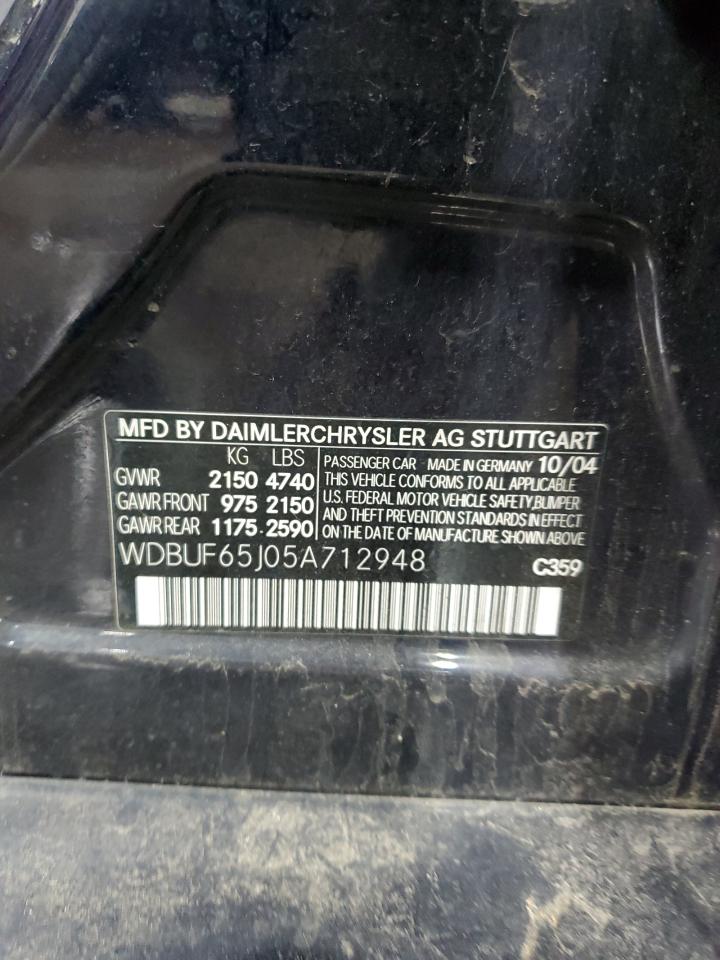 MFD BY DAIMLERCHRYSLER AG STUTTGART
KG LBS
GVWR 2150 4740
GAWR FRONT 975 2150
GAWR REAR 1175 2590
PASSENGER CAR MADE IN GERMANY 10/04
THIS VEHICLE CONFORMS TO ALL APPLICABLE
U.S. FEDERAL MOTOR VEHICLE SAFETY,BUMPER
AND THEFT PREVENTION STANDARDS IN EFFECT
ON THE DATE OF MANUFACTURE SHOWN ABOVE
WDBUF65J05A712948
C359